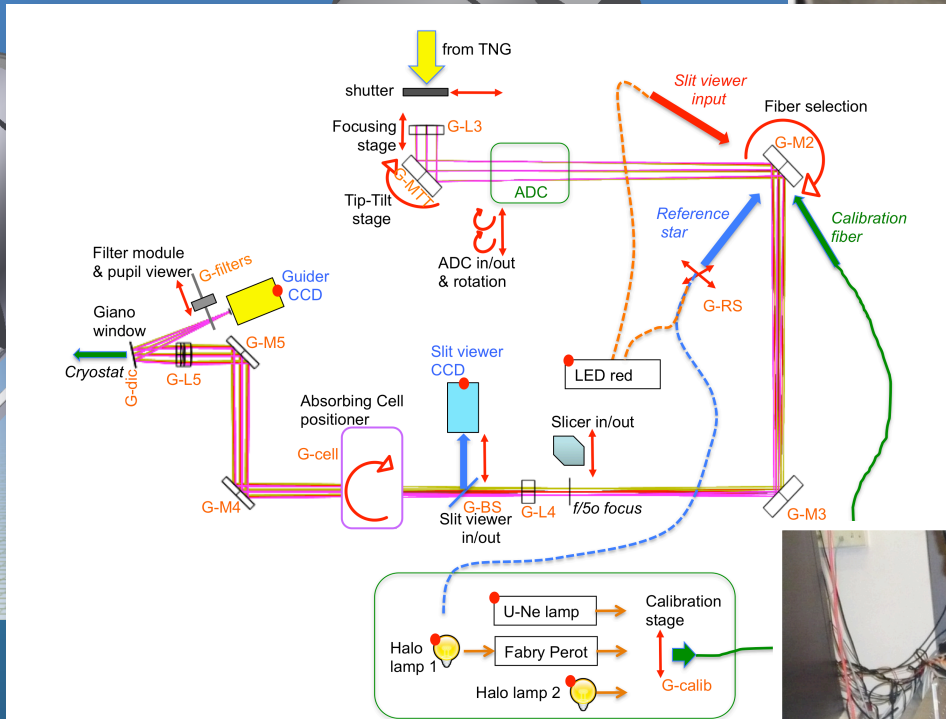 from TNG
shutter
Focusing
stage
G-L3
G-MTT
Tip-Tilt
stage
ADC
ADC in/out
& rotation
Slit viewer
input
Fiber selection
G-M2
Reference
star
Calibration
fiber
G-RS
Filter module
& pupil viewer
G-filters
Guider
CCD
Giano
window
G-M5
Cryostat
G-dic
G-L5
Slit viewer
CCD
LED red
Absorbing Cell
positioner
Slicer in/out
G-cell
G-M4
G-BS
Slit viewer
in/out
G-L4
f/5o focus
G-M3
U-Ne lamp
Calibration
stage
Halo
lamp 1
Fabry Perot
Halo lamp 2
G-calib